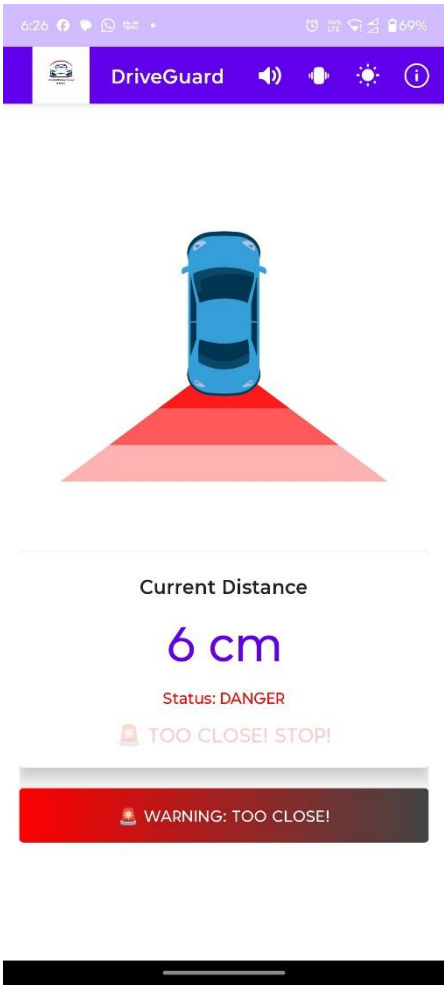 6:26
69%
DriveGuard
Current Distance
6 cm
Status: DANGER
🚨 TOO CLOSE! STOP!
🚨 WARNING: TOO CLOSE!